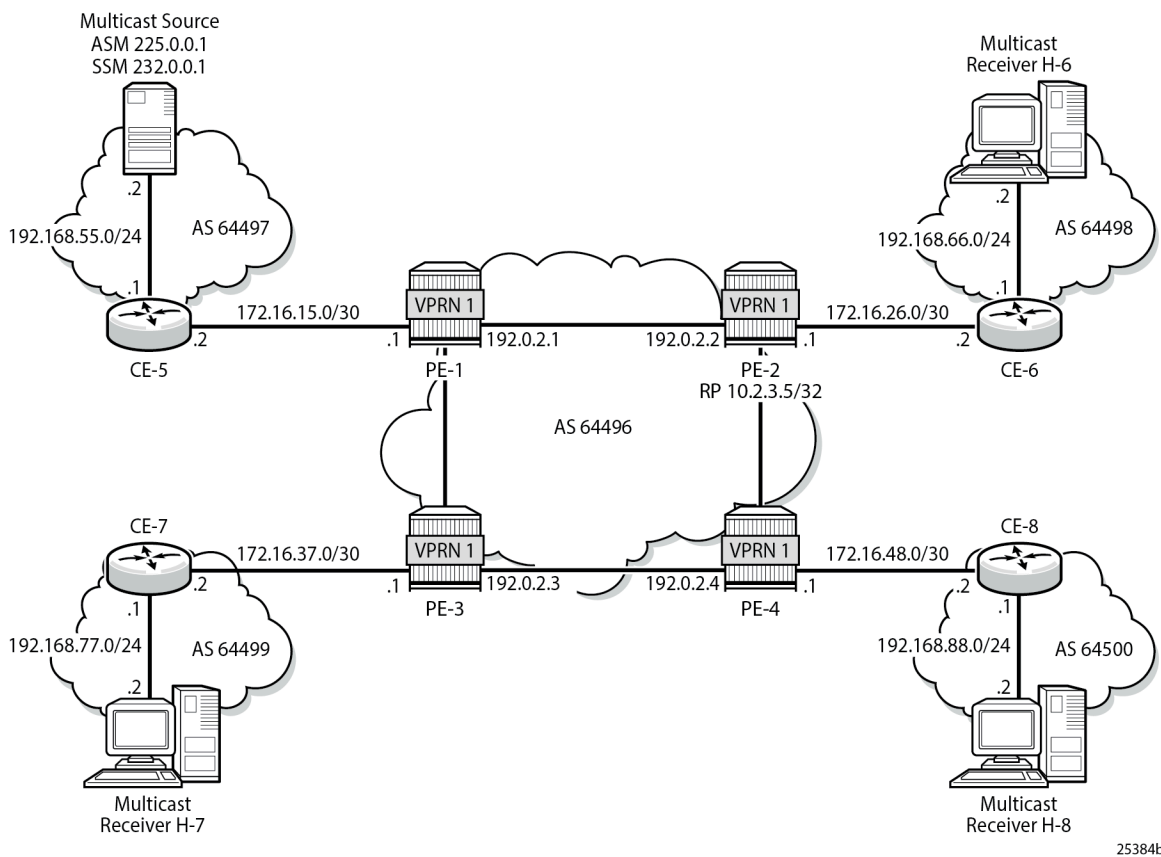 Multicast Source
ASM 225.0.0.1
SSM 232.0.0.1
Multicast
Receiver H-6
.2
192.168.55.0/24
AS 64497
.1
172.16.15.0/30
.2
CE-5
.1
VPRN 1
192.0.2.1
PE-1
192.0.2.2
VPRN 1
.1
PE-2
RP 10.2.3.5/32
172.16.26.0/30
.2
192.168.66.0/24
AS 64498
.1
.2
CE-6
AS 64496
CE-7
172.16.37.0/30
.2
.1
VPRN 1
192.0.2.3
PE-3
192.0.2.4
VPRN 1
.1
PE-4
172.16.48.0/30
CE-8
.2
.1
192.168.77.0/24
AS 64499
.2
Multicast
Receiver H-7
.1
192.168.88.0/24
AS 64500
.2
Multicast
Receiver H-8
25384b